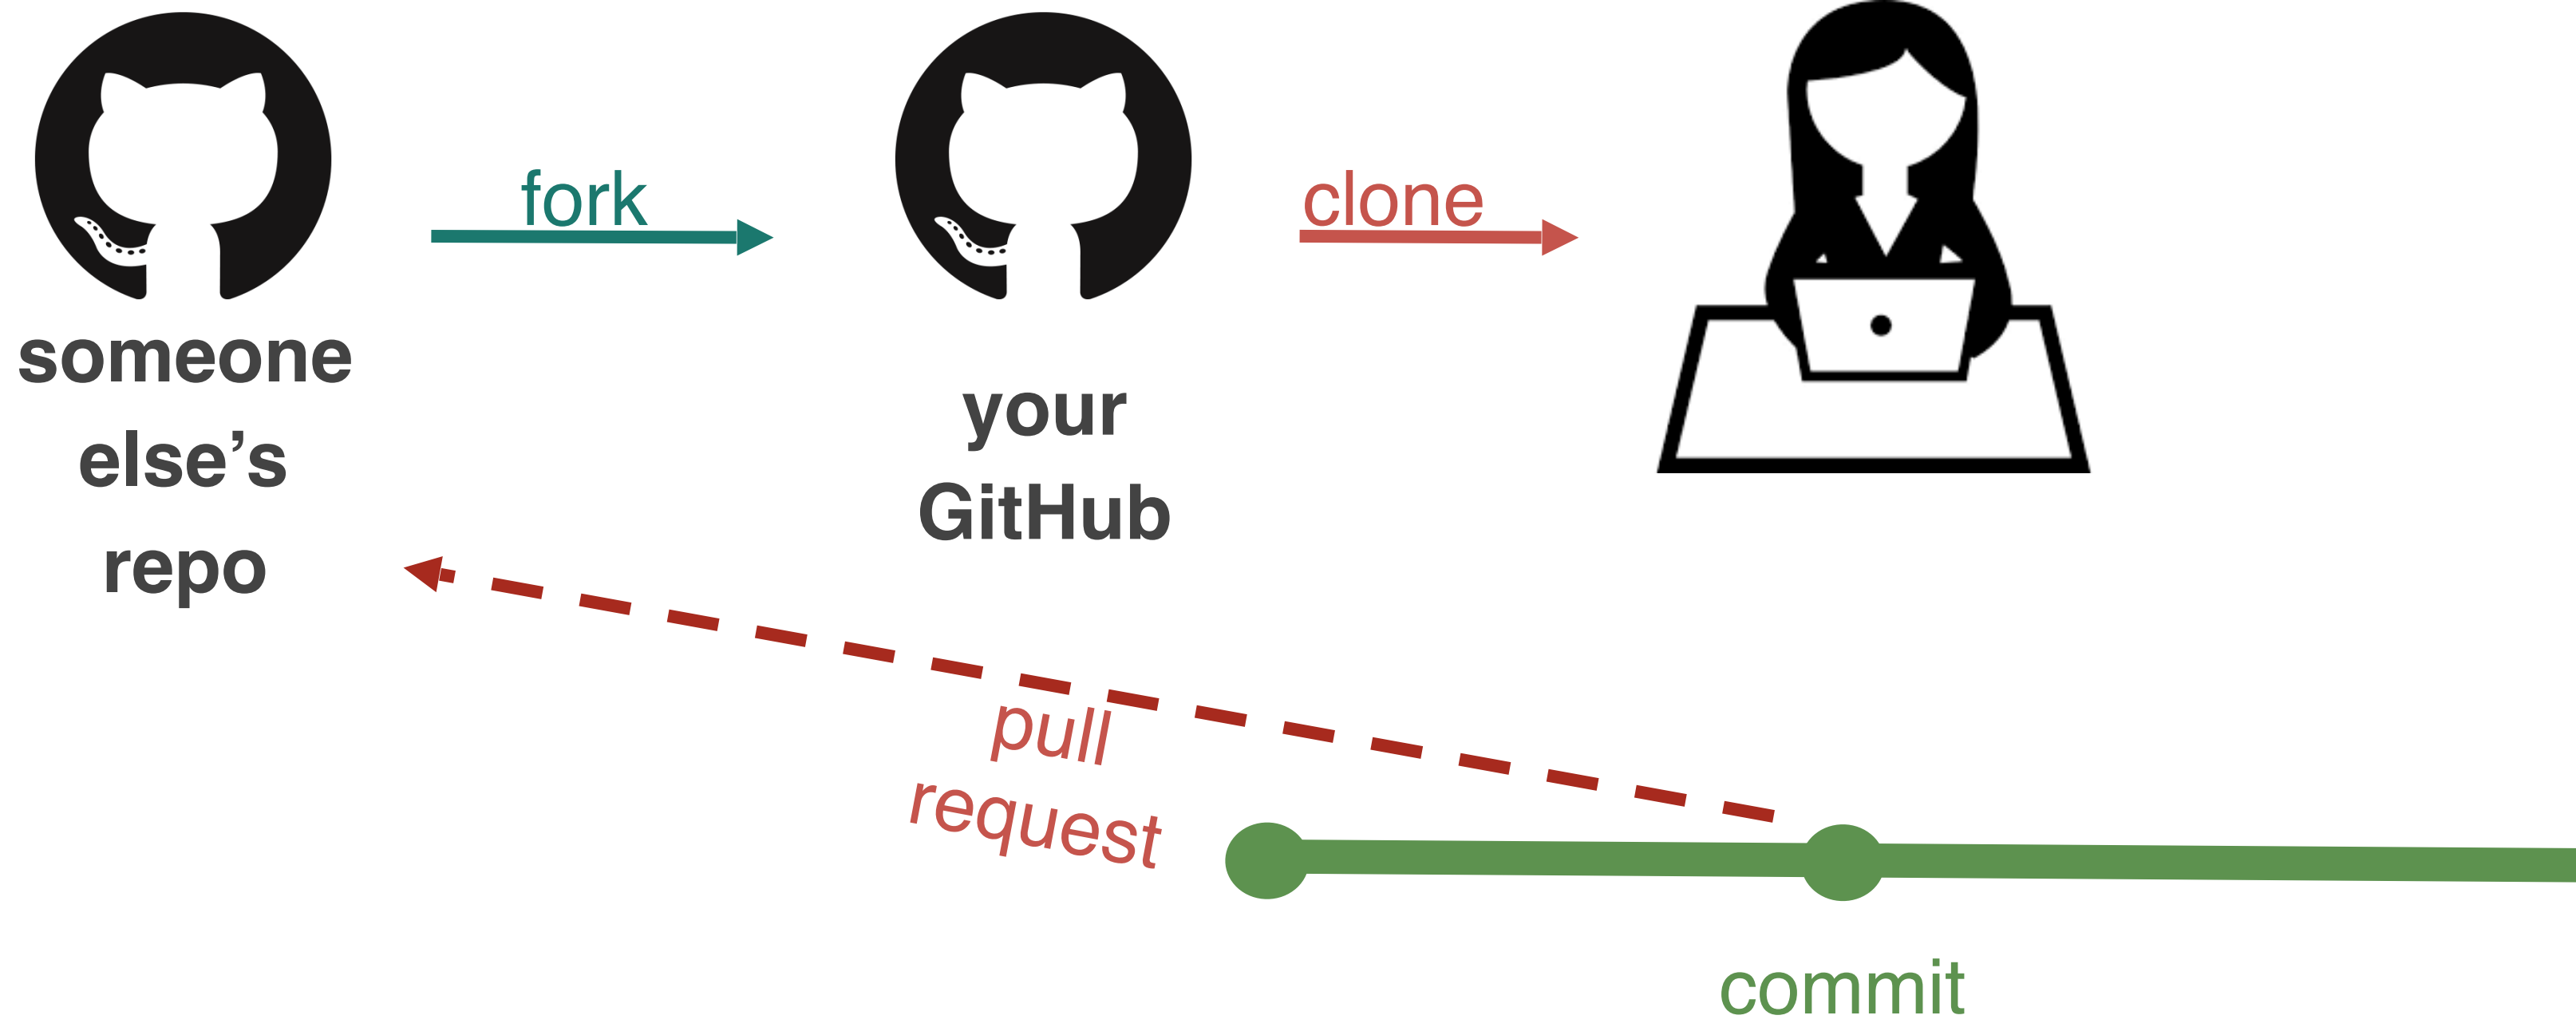 fork
clone
someone
else’s
repo
your
GitHub
pull
request
commit